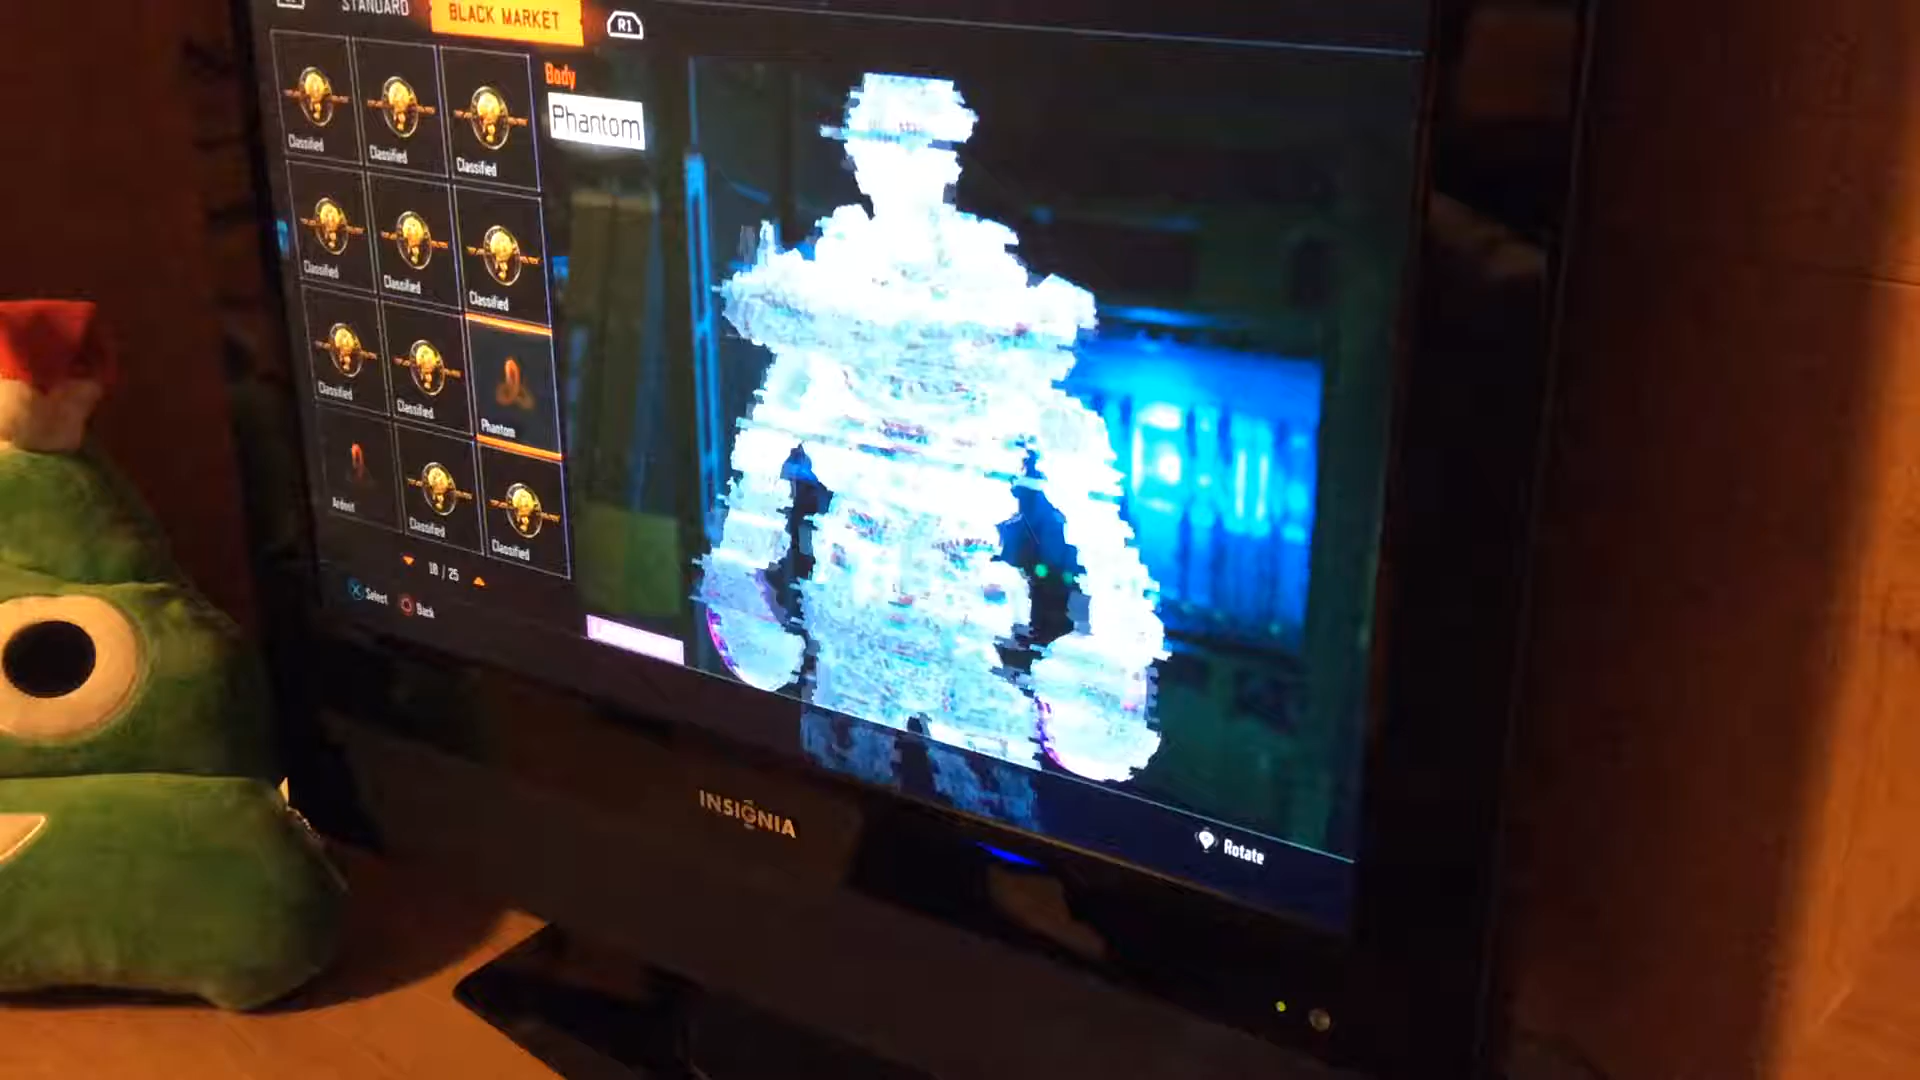 STANDARD
BLACK MARKET
R1
Body
Phantom
Classified
Classified
Classified
Classified
Classified
Classified
Classified
Classified
Phantom
Ardent
Classified
Classified
18 / 25
Select
Back
Rotate
INSIGNIA